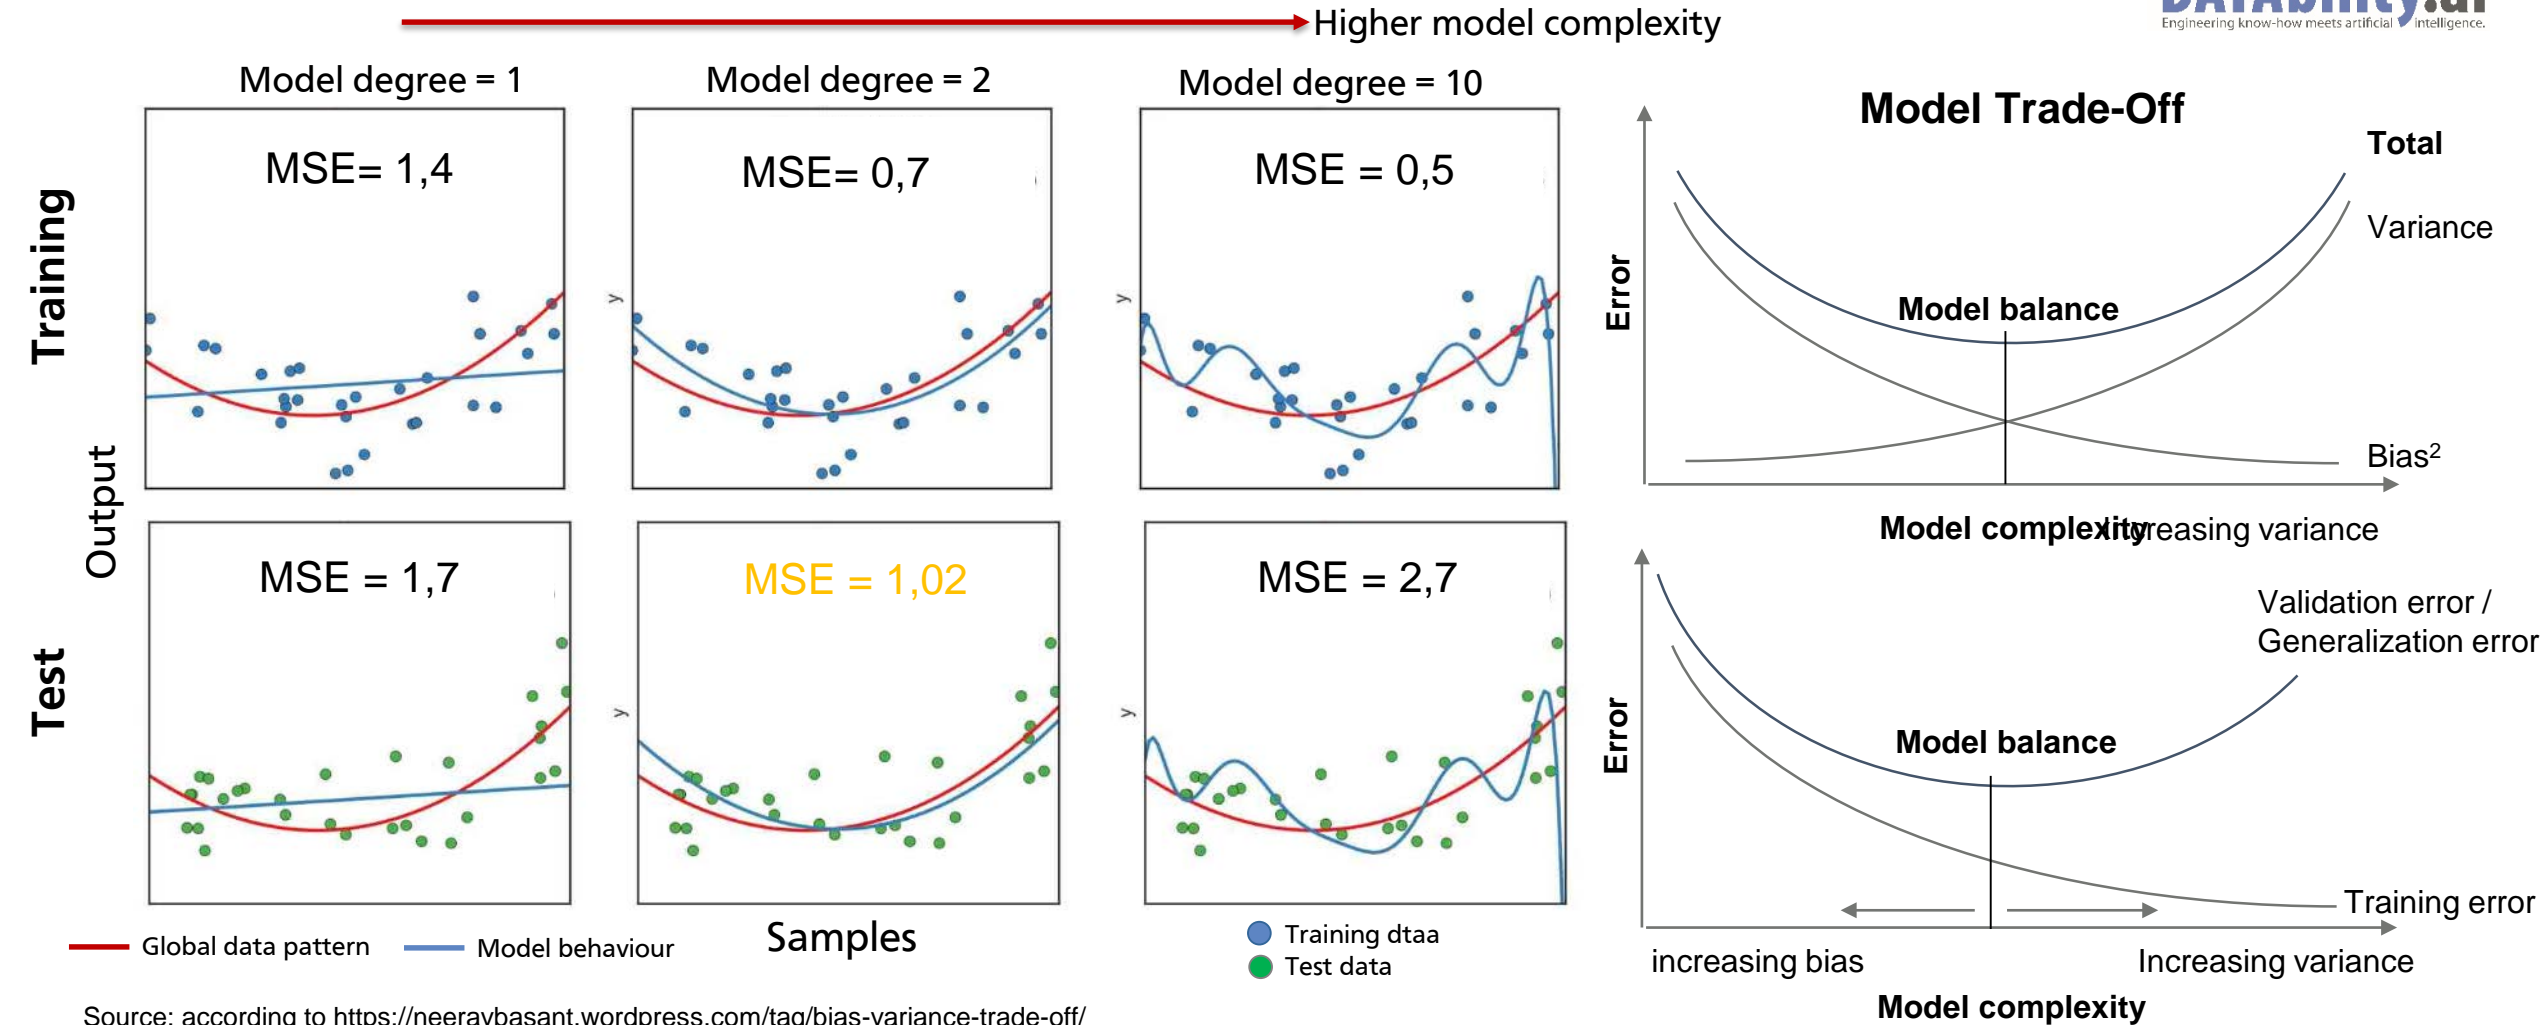 Higher model complexity
Engineering know-how meets artificial intelligence.
Model degree = 1
Model degree = 2
Model degree = 10
Training
Output
Test
MSE= 1,4
MSE= 0,7
MSE = 0,5
y
y
MSE = 1,7
MSE = 1,02
MSE = 2,7
y
y
Global data pattern
Model behaviour
Samples
Training dtaa
Test data
Source: according to https://neeravbasant.wordpress.com/tag/bias-variance-trade-off/
Model Trade-Off
Total
Variance
Error
Model balance
Bias²
Model complexity
Increasing variance
Validation error /
Generalization error
Error
Model balance
Training error
increasing bias
Increasing variance
Model complexity